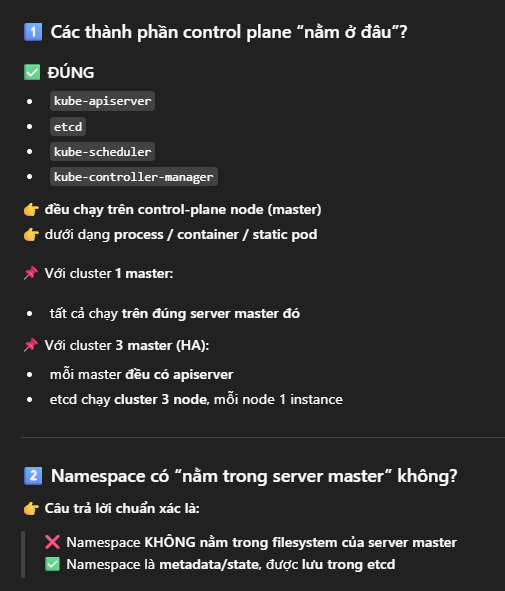 1 Các thành phần control plane “nằm ở đâu”?
✅ ĐÚNG
• kube-apiserver
• etcd
• kube-scheduler
• kube-controller-manager
👉 đều chạy trên control-plane node (master)
👉 dưới dạng process / container / static pod
📌 Với cluster 1 master:
• tất cả chạy trên đúng server master đó
📌 Với cluster 3 master (HA):
• mỗi master đều có apiserver
• etcd chạy cluster 3 node, mỗi node 1 instance
2 Namespace có “nằm trong server master” không?
👉 Câu trả lời chuẩn xác là:
❌ Namespace KHÔNG nằm trong filesystem của server master
✅ Namespace là metadata/state, được lưu trong etcd